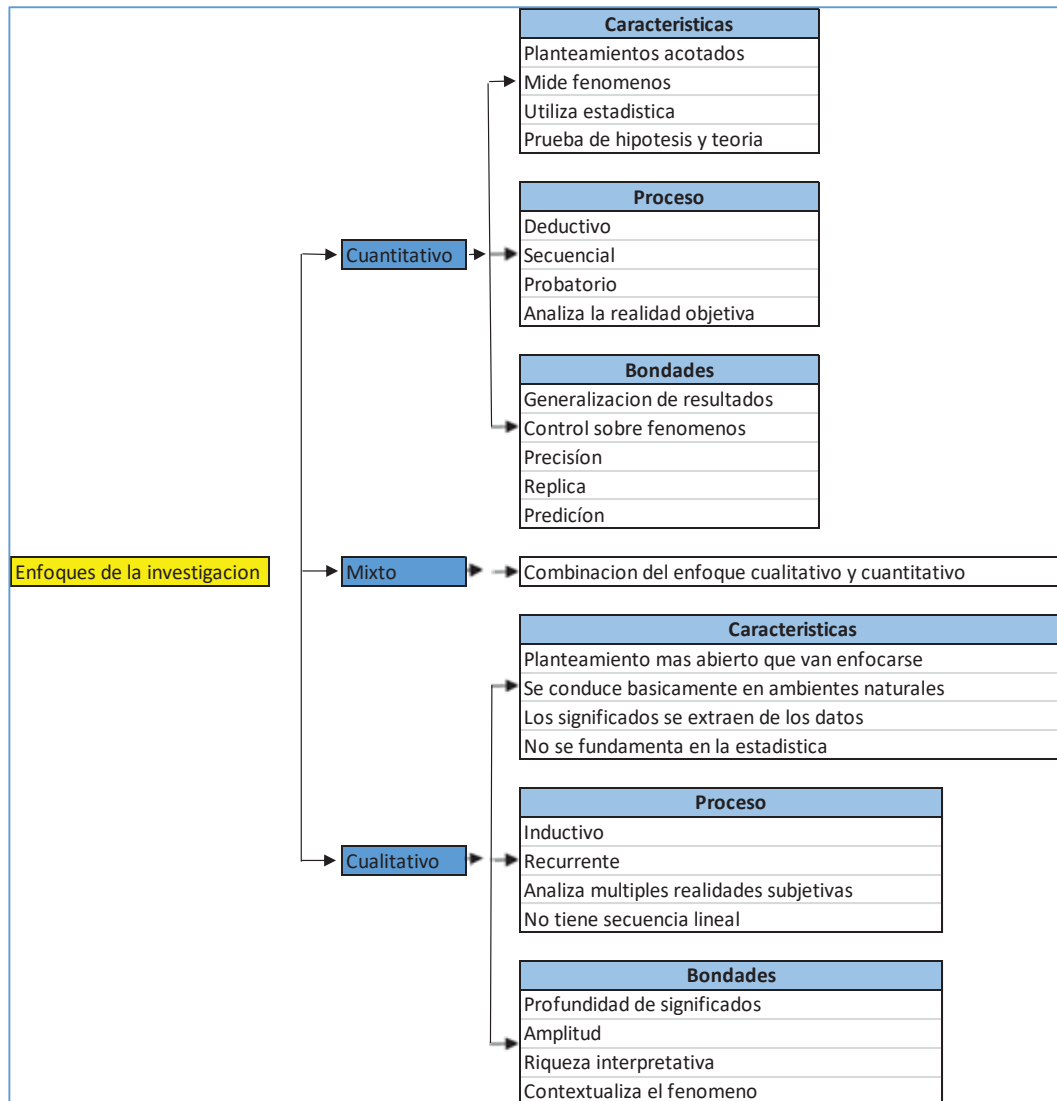 Caracteristicas
Planteamientos acotados
Mide fenomenos
Utiliza estadistica
Prueba de hipotesis y teoria
Proceso
Deductivo
Cuantitativo
Secuencial
Probatorio
Analiza la realidad objetiva
Bondades
Generalizacion de resultados
Control sobre fenomenos
Precisíon
Replica
Predicíon
Enfoques de la investigacion
Mixto
Combinacion del enfoque cualitativo y cuantitativo
Caracteristicas
Planteamiento mas abierto que van enfocarse
Se conduce basicamente en ambientes naturales
Los significados se extraen de los datos
No se fundamenta en la estadistica
Proceso
Inductivo
Cualitativo
Recurrente
Analiza multiples realidades subjetivas
No tiene secuencia lineal
Bondades
Profundidad de significados
Amplitud
Riqueza interpretativa
Contextualiza el fenomeno